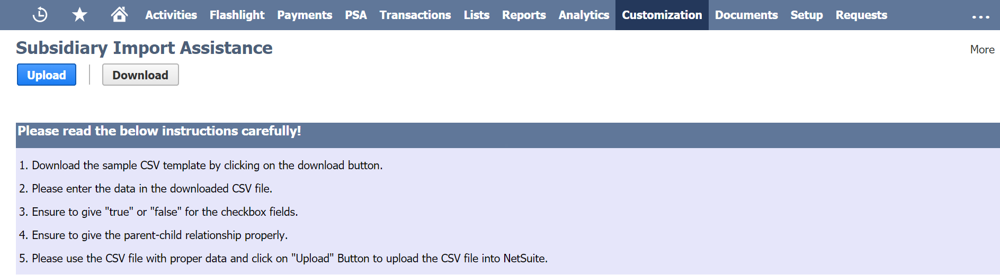 Activities Flashlight Payments PSA Transactions Lists Reports Analytics Customization Documents Setup Requests ...
Subsidiary Import Assistance
More
Upload Download
Please read the below instructions carefully!
1. Download the sample CSV template by clicking on the download button.
2. Please enter the data in the downloaded CSV file.
3. Ensure to give "true" or "false" for the checkbox fields.
4. Ensure to give the parent-child relationship properly.
5. Please use the CSV file with proper data and click on "Upload" Button to upload the CSV file into NetSuite.